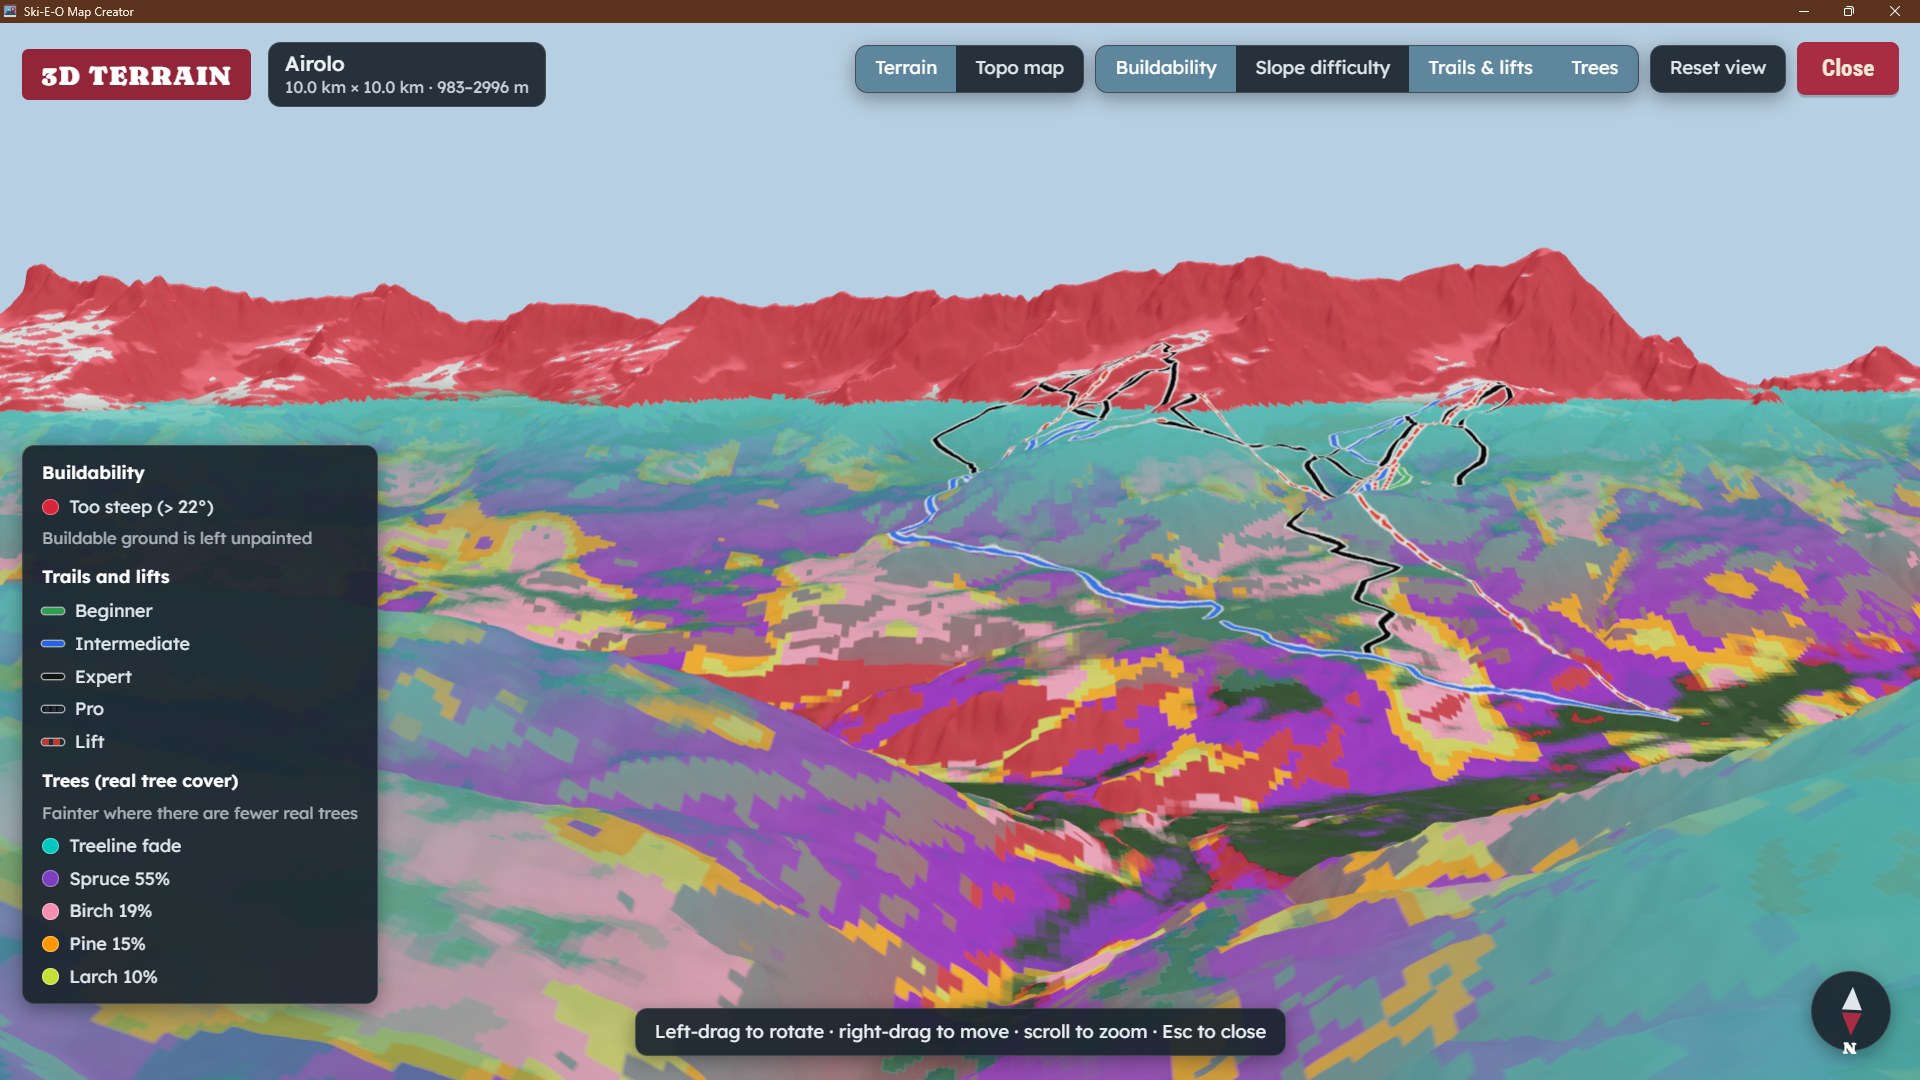 Ski-E-O Map Creator
3D TERRAIN
Airolo
10.0 km × 10.0 km · 983–2996 m
Terrain
Topo map
Buildability
Slope difficulty
Trails & lifts
Trees
Reset view
Close
Buildability
Too steep (> 22°)
Buildable ground is left unpainted
Trails and lifts
Beginner
Intermediate
Expert
Pro
Lift
Trees (real tree cover)
Fainter where there are fewer real trees
Treeline fade
Spruce 55%
Birch 19%
Pine 15%
Larch 10%
Left-drag to rotate · right-drag to move · scroll to zoom · Esc to close
N